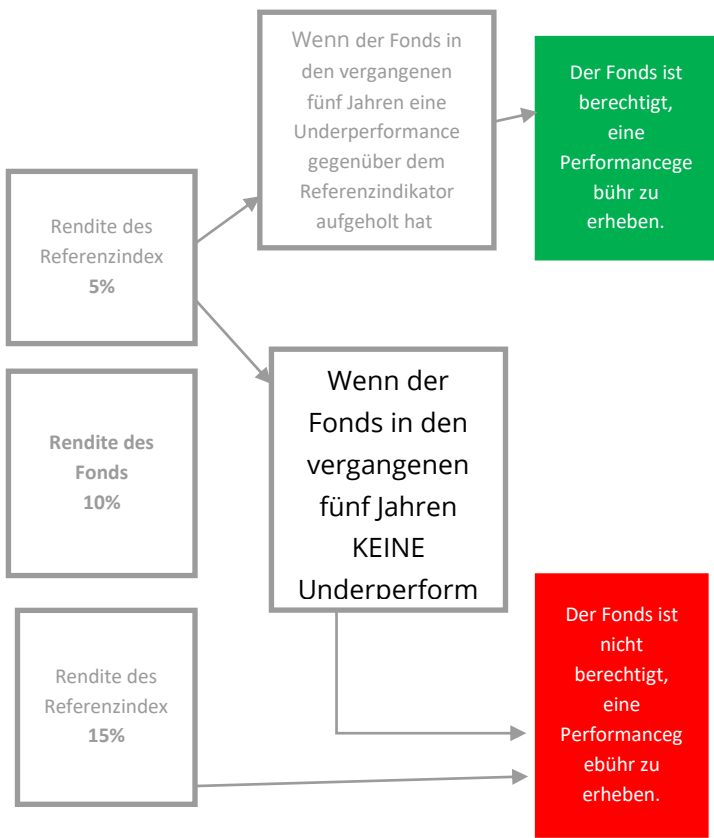 Wenn der Fonds in
den vergangenen
fünf Jahren eine
Underperformance
gegenüber dem
Referenzindikator
aufgeholt hat
Der Fonds ist
berechtigt,
eine
Performancege
bühr zu
erheben.
Rendite des
Referenzindex
5%
Wenn der
Fonds in den
vergangenen
fünf Jahren
KEINE
Underperform
Rendite des
Fonds
10%
Der Fonds ist
nicht
berechtigt,
eine
Performanceg
ebühr zu
erheben.
Rendite des
Referenzindex
15%